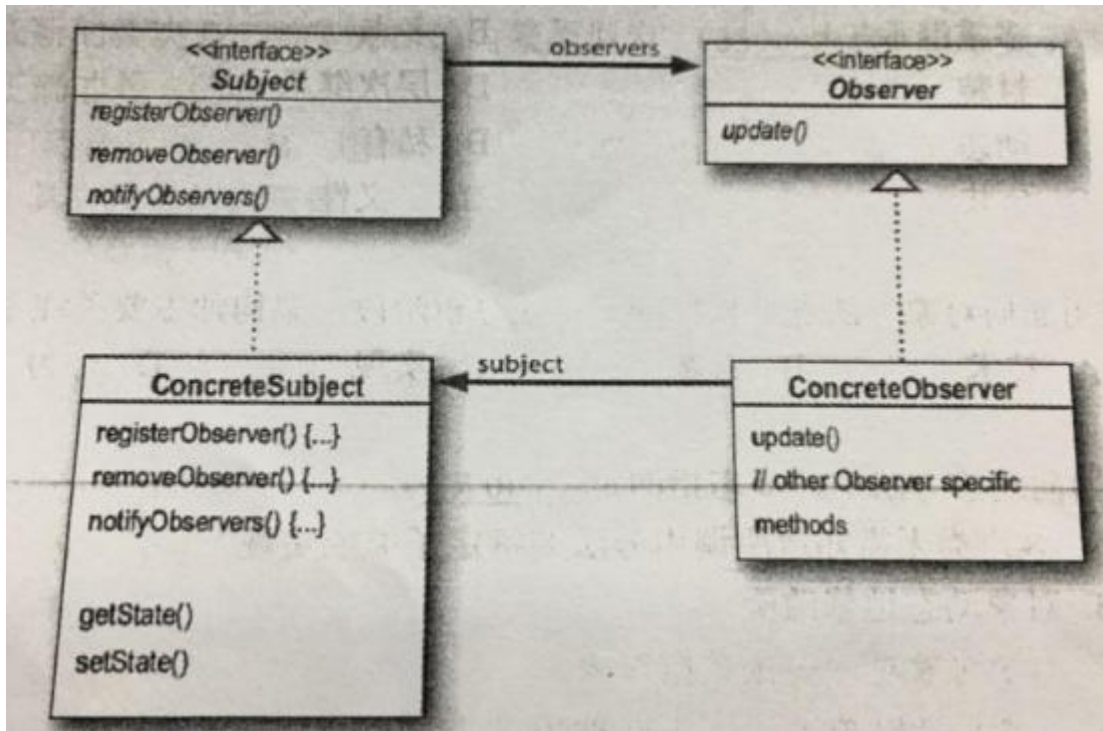 <<interface>>
Subject
registerObserver()
removeObserver()
notifyObservers()
observers
<<interface>>
Observer
update()
ConcreteSubject
registerObserver() {...}
removeObserver() {...}
notifyObservers() {...}
getState()
setState()
subject
ConcreteObserver
update()
// other Observer specific
methods